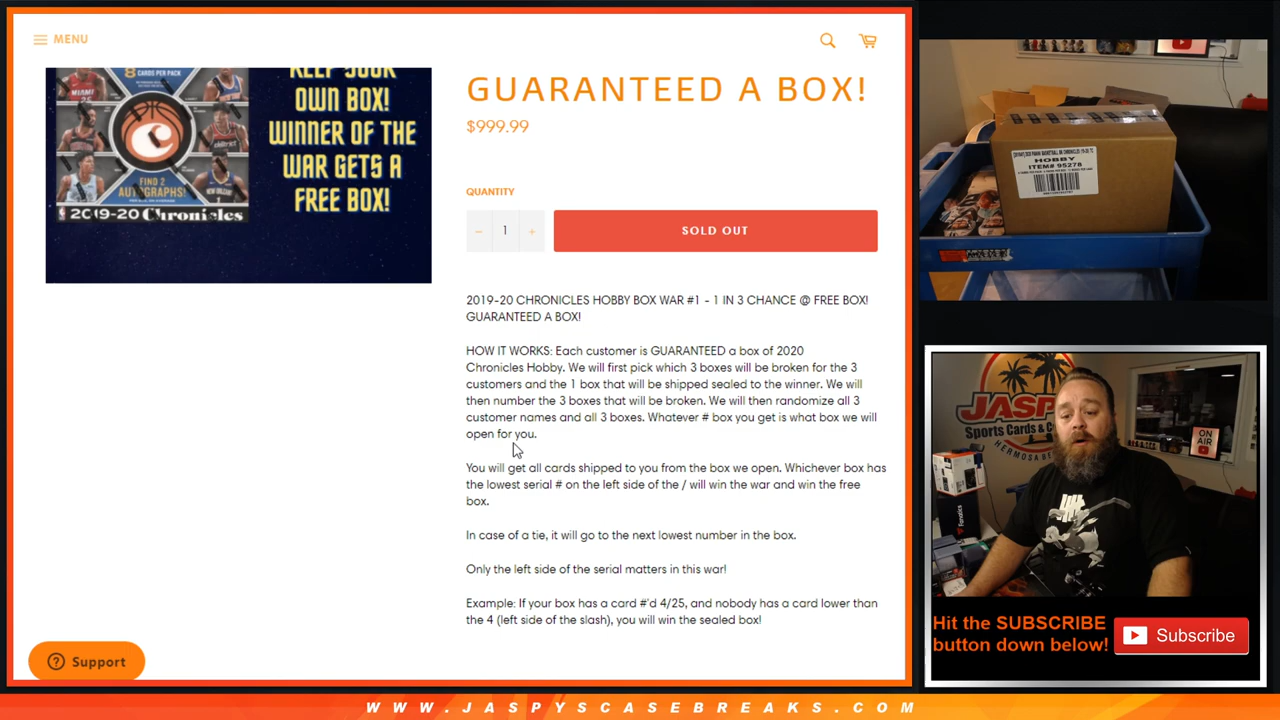 MENU
8 CARDS PER PACK
KEEP YOUR
OWN BOX!
WINNER OF THE
WAR GETS A
FREE BOX!
MIAMI
FIND 2
AUTOGRAPHS!
2019-20 Chronicles
GUARANTEED A BOX!
$999.99
QUANTITY
− 1 +
SOLD OUT
2019-20 CHRONICLES HOBBY BOX WAR #1 - 1 IN 3 CHANCE @ FREE BOX!
GUARANTEED A BOX!
HOW IT WORKS: Each customer is GUARANTEED a box of 2020
Chronicles Hobby. We will first pick which 3 boxes will be broken for the 3
customers and the 1 box that will be shipped sealed to the winner. We will
then number the 3 boxes that will be broken. We will then randomize all 3
customer names and all 3 boxes. Whatever # box you get is what box we will
open for you.
You will get all cards shipped to you from the box we open. Whichever box has
the lowest serial # on the left side of the / will win the war and win the free
box.
In case of a tie, it will go to the next lowest number in the box.
Only the left side of the serial matters in this war!
Example: If your box has a card #'d 4/25, and nobody has a card lower than
the 4 (left side of the slash), you will win the sealed box!
Support
HOBBY
ITEM# 95278
JASPY
Sports Cards & C
HERMOSA BE
ON
AIR
Fanatics
Hit the SUBSCRIBE
button down below!
Subscribe
WWW.JASPYSCASEBREAKS.COM